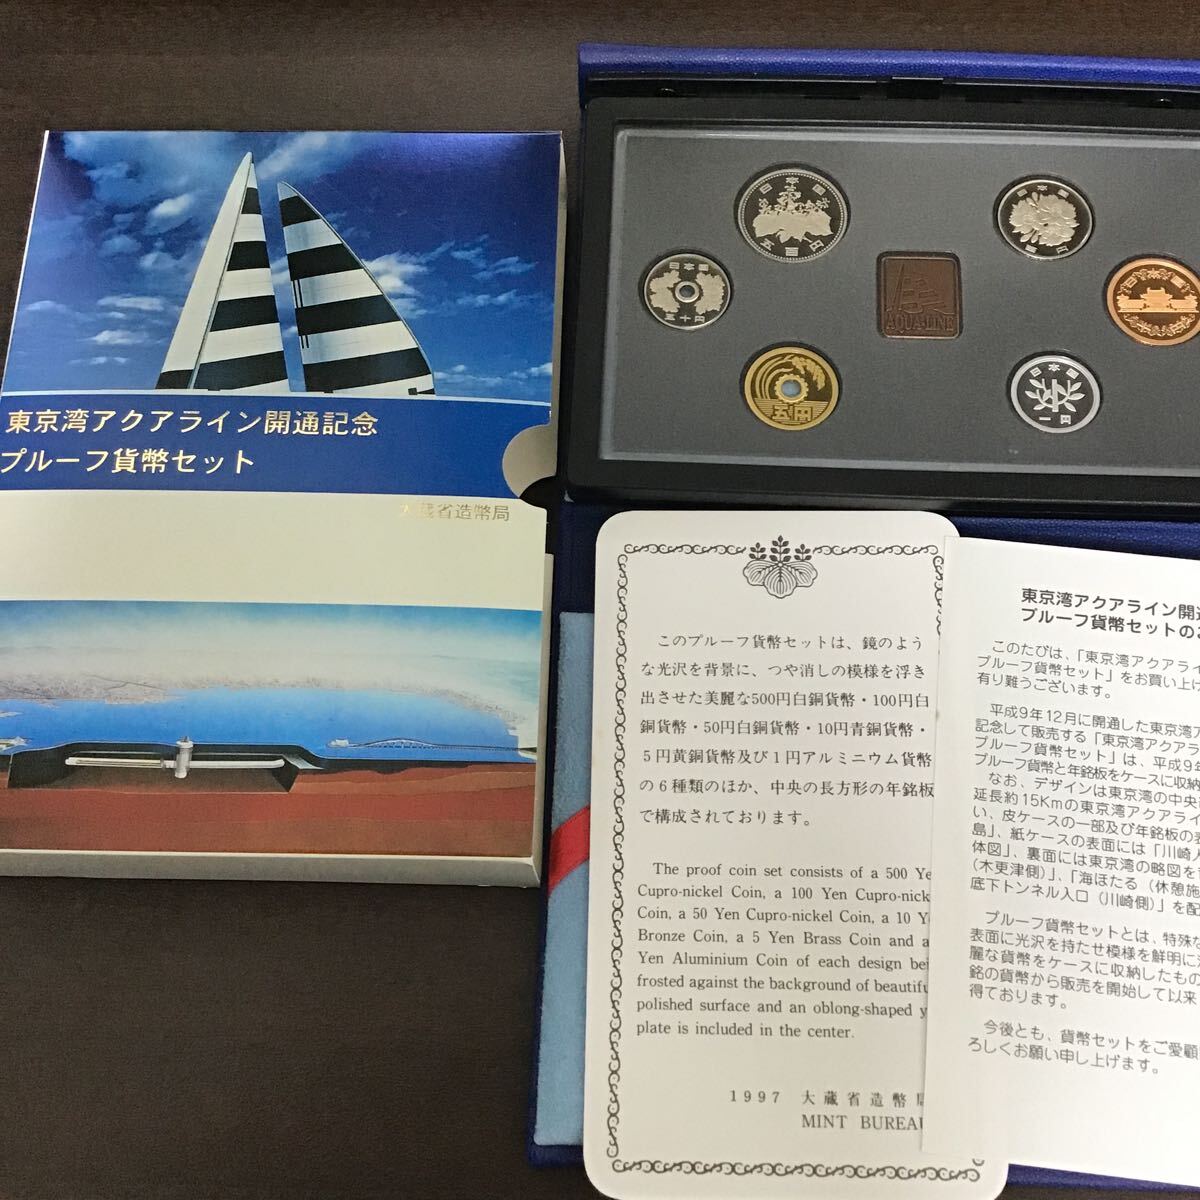 東京湾アクアライン開通記念
プルーフ貨幣セット
大蔵省造幣局
日本国
五百円
日本国
百円
日本国
五十円
AQUA-LINE
日本国
五円
日本国
一円
このプルーフ貨幣セットは、鏡のよう
な光沢を背景に、つや消しの模様を浮き
出させた美麗な500円白銅貨幣・100円白
銅貨幣・50円白銅貨幣・10円青銅貨幣・
5円黄銅貨幣及び1円アルミニウム貨幣
の6種類のほか、中央の長方形の年銘板
で構成されております。
The proof coin set consists of a 500 Ye
Cupro-nickel Coin, a 100 Yen Cupro-nick
Coin, a 50 Yen Cupro-nickel Coin, a 10 Y
Bronze Coin, a 5 Yen Brass Coin and a
Yen Aluminium Coin of each design bei
frosted against the background of beautifu
polished surface and an oblong-shaped y
plate is included in the center.
1997 大蔵省造幣局
MINT BUREAU
東京湾アクアライン開
プルーフ貨幣セットの
このたびは、「東京湾アクアライ
プルーフ貨幣セット」をお買い上げ
有り難うございます。
平成9年12月に開通した東京湾ア
記念して販売する「東京湾アクアラ
プルーフ貨幣セット」は、平成9年
プルーフ貨幣と年銘板をケースに収納
なお、デザインは東京湾の中央
延長約15Kmの東京湾アクアライ
い、皮ケースの一部及び年銘板の表
島」、紙ケースの表面には「川崎人
体図」、裏面には東京湾の略図を
(木更津側)」、「海ほたる(休憩施
底下トンネル入口(川崎側)」を配
プルーフ貨幣セットとは、特殊な
表面に光沢を持たせ模様を鮮明に
麗な貨幣をケースに収納したもの
銘の貨幣から販売を開始して以来
得ております。
今後とも、貨幣セットをご愛顧
ろしくお願い申し上げます。